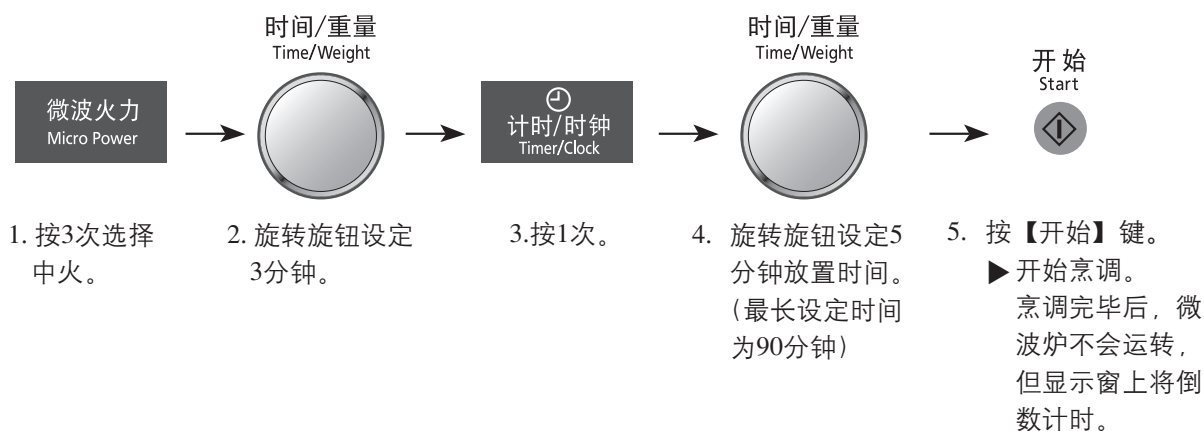 时间/重量
Time/Weight
时间/重量
Time/Weight
开始
Start
微波火力
Micro Power
计时/时钟
Timer/Clock
1. 按3次选择
中火。
2. 旋转旋钮设定
3分钟。
3.按1次。
4. 旋转旋钮设定5
分钟放置时间。
(最长设定时间
为90分钟)
5. 按【开始】键。
▶开始烹调。
烹调完毕后，微
波炉不会运转，
但显示窗上将倒
数计时。